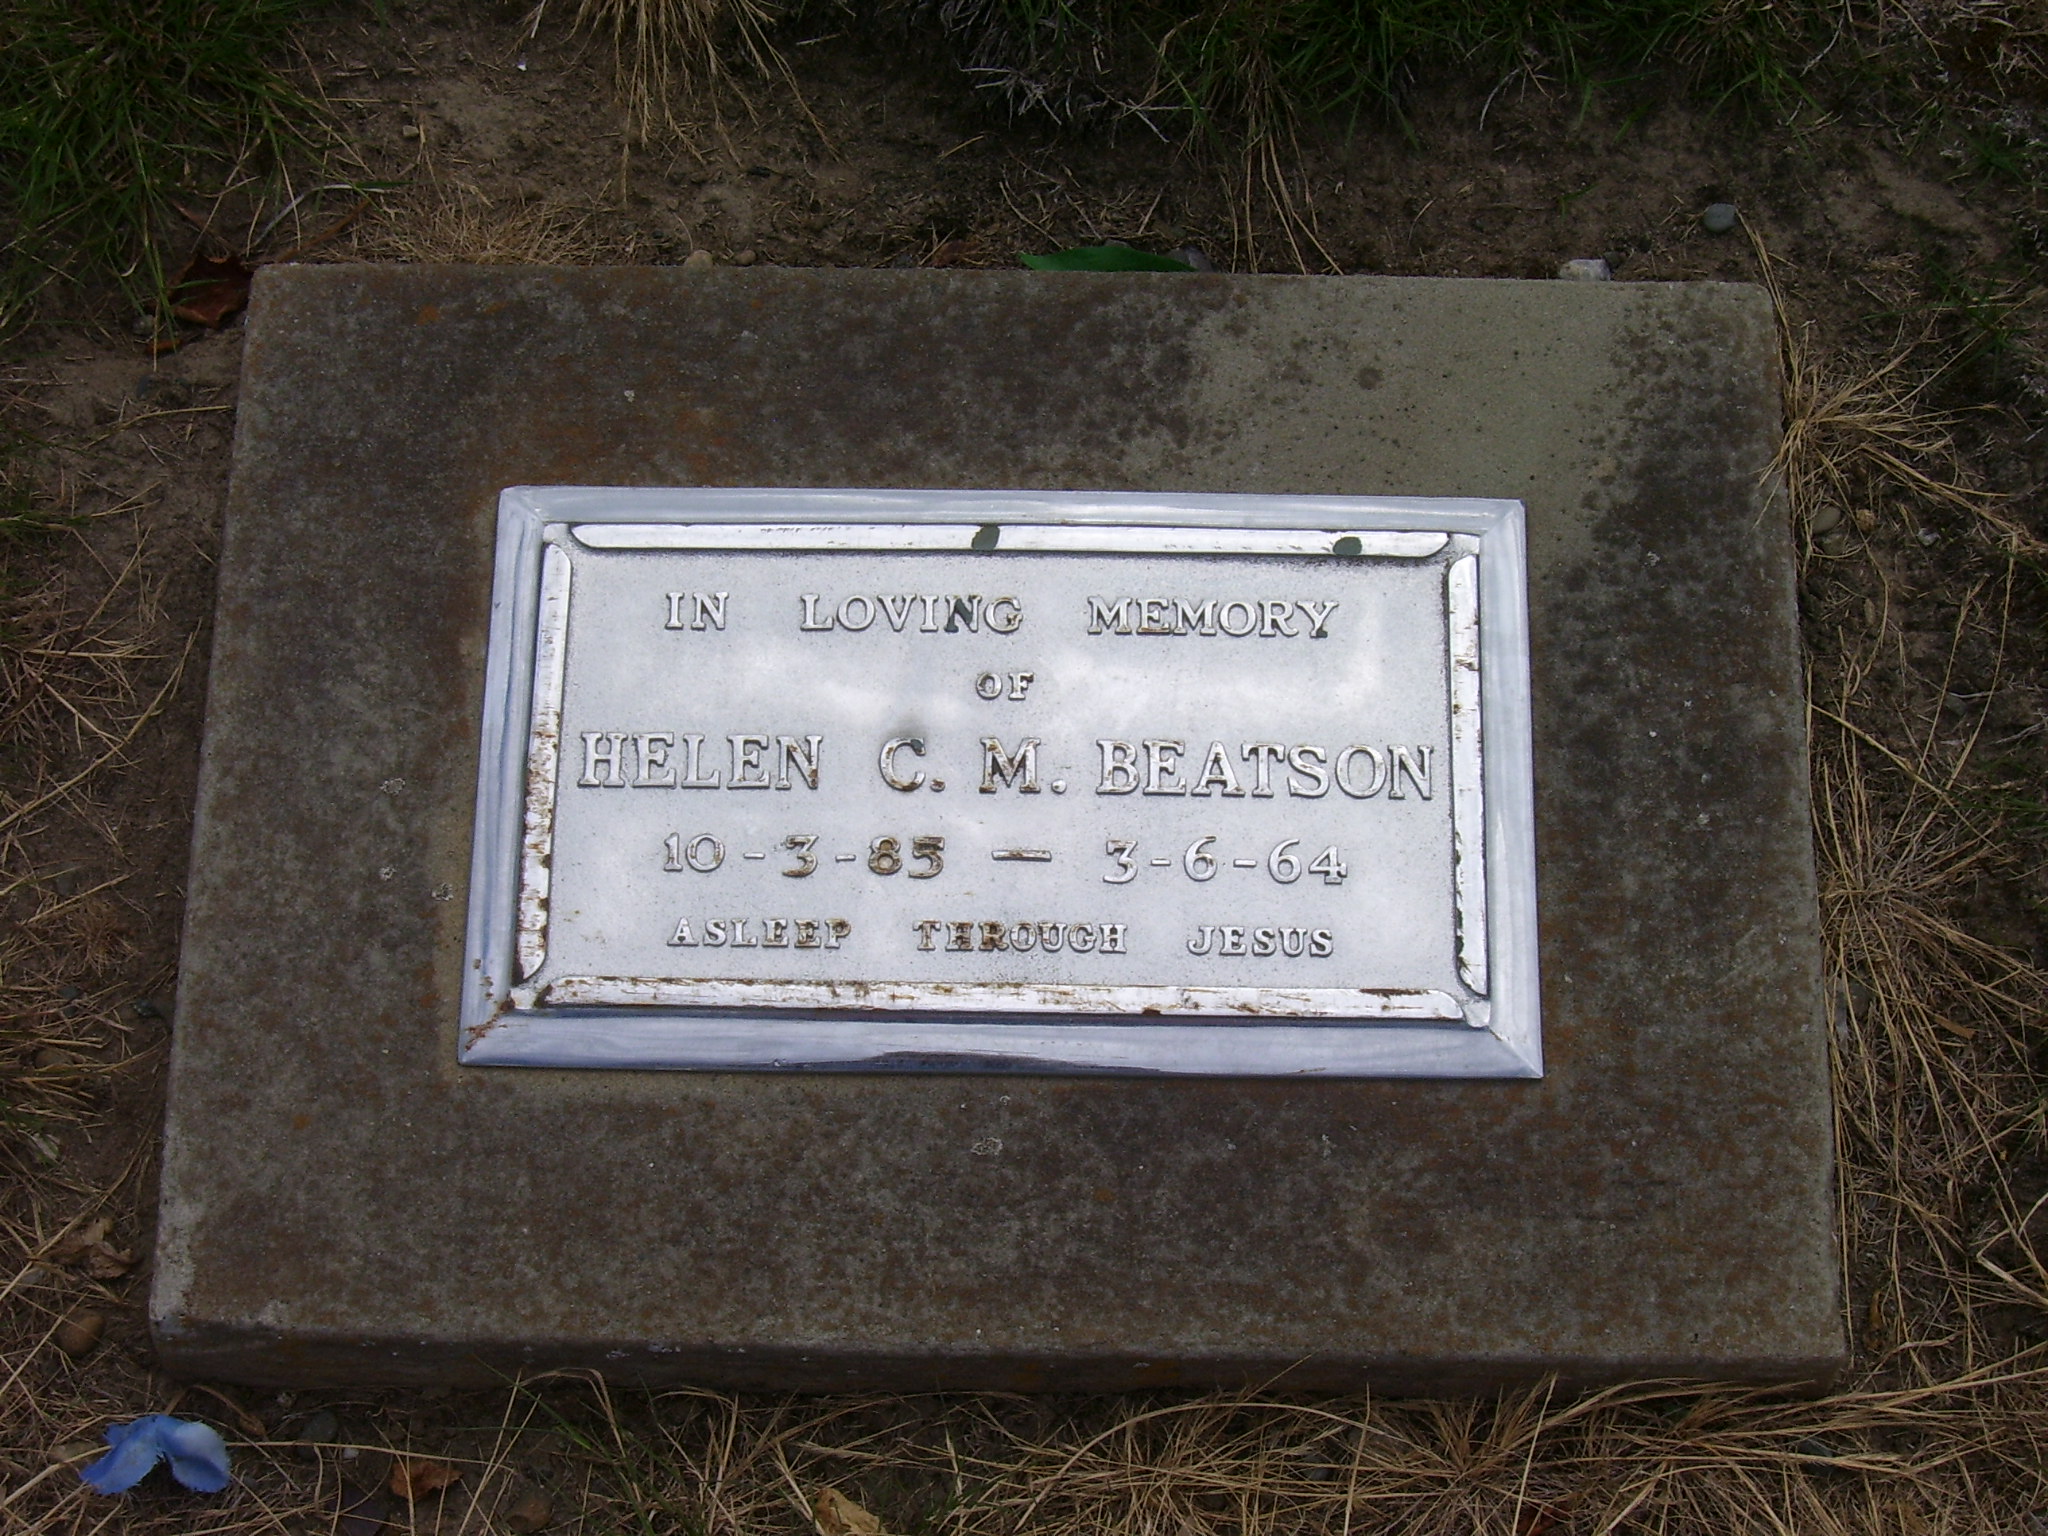 IN LOVING MEMORY
OF
HELEN C. M. BEATSON
10-3-85 — 3-6-64
ASLEEP THROUGH JESUS